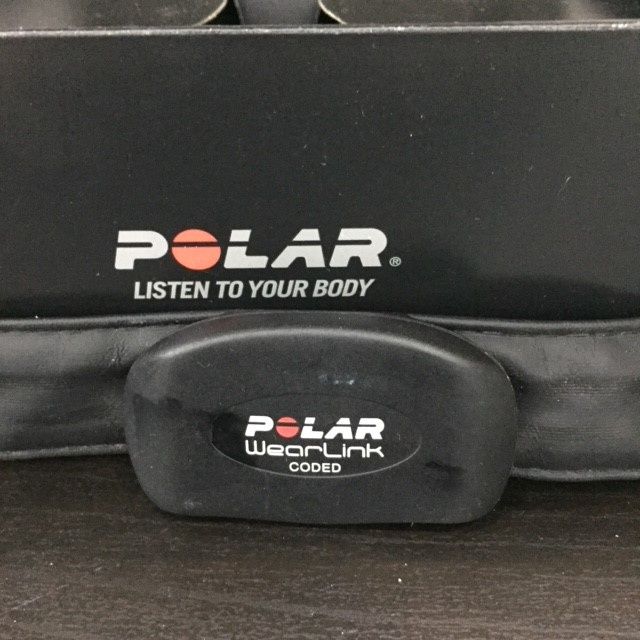 POLAR®
LISTEN TO YOUR BODY
POLAR
WearLink
CODED